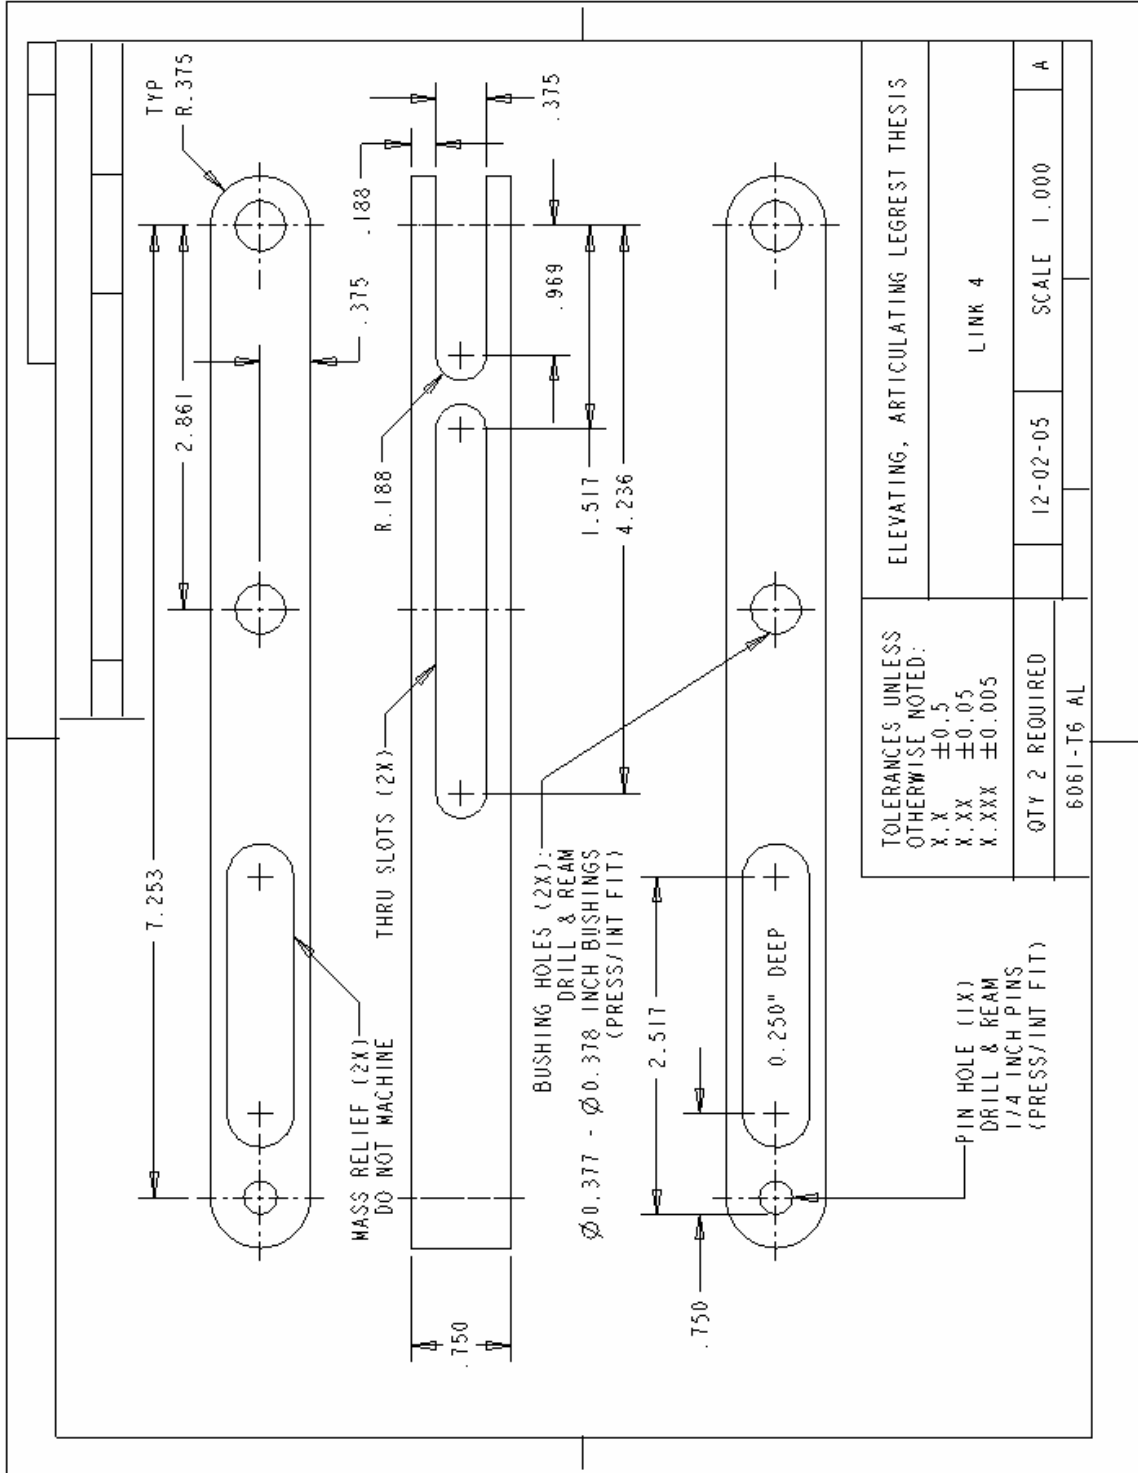 TYP
R.375
2.861
7.253
.375
.188
.375
R.188
.969
1.517
4.236
MASS RELIEF (2X)
DO NOT MACHINE
THRU SLOTS (2X)
.750
BUSHING HOLES (2X):
DRILL & REAM
Ø0.377 - Ø0.378 INCH BUSHINGS
(PRESS/INT FIT)
2.517
0.250" DEEP
.750
PIN HOLE (1X)
DRILL & REAM
1/4 INCH PINS
(PRESS/INT FIT)
TOLERANCES UNLESS
OTHERWISE NOTED:
X.X ±0.5
X.XX ±0.05
X.XXX ±0.005
QTY 2 REQUIRED
6061-T6 AL
ELEVATING, ARTICULATING LEGREST THESIS
LINK 4
12-02-05
SCALE 1.000
A